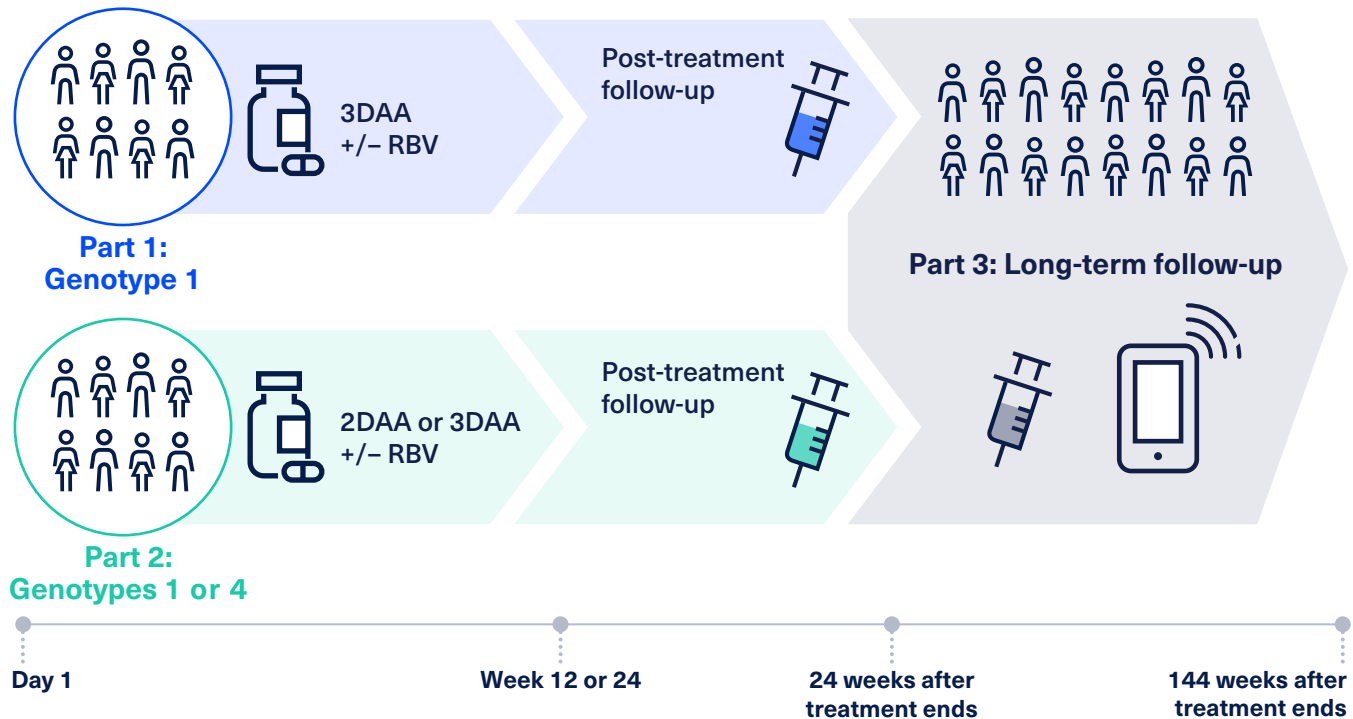 3DAA
+/– RBV
Post-treatment
follow-up
Part 1:
Genotype 1
Part 3: Long-term follow-up
2DAA or 3DAA
+/– RBV
Post-treatment
follow-up
Part 2:
Genotypes 1 or 4
Day 1
Week 12 or 24
24 weeks after
treatment ends
144 weeks after
treatment ends